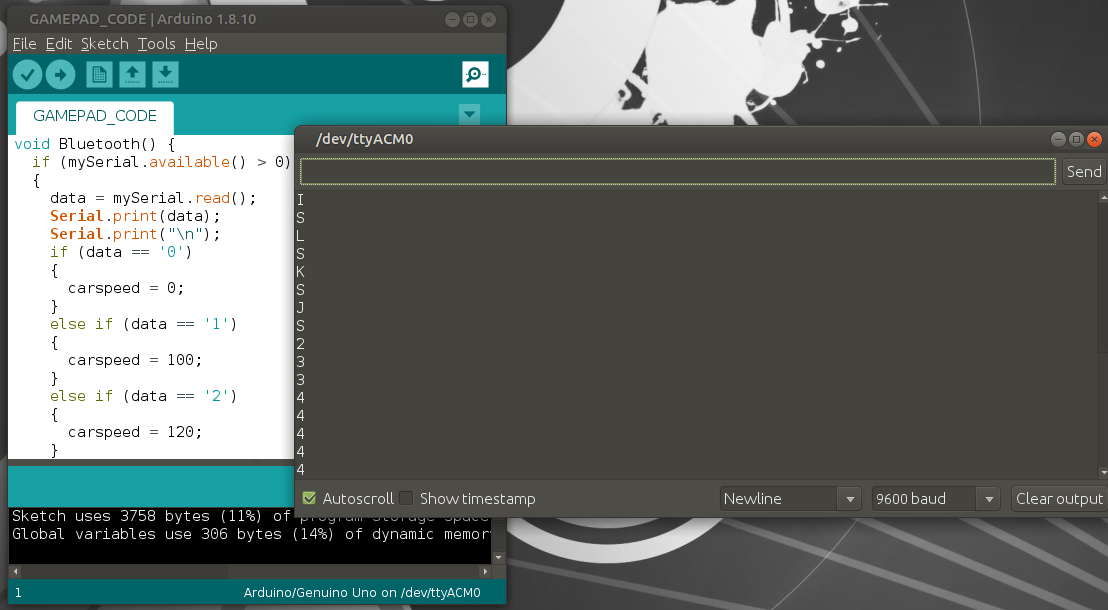 GAMEPAD_CODE | Arduino 1.8.10
File Edit Sketch Tools Help
GAMEPAD_CODE
void Bluetooth() {
if (mySerial.available() > 0)
{
data = mySerial.read();
Serial.print(data);
Serial.print("\n");
if (data == '0')
{
carspeed = 0;
}
else if (data == '1')
{
carspeed = 100;
}
else if (data == '2')
{
carspeed = 120;
}
Sketch uses 3758 bytes (11%) of program storage space
Global variables use 306 bytes (14%) of dynamic memor
1 Arduino/Genuino Uno on /dev/ttyACM0
/dev/ttyACM0
Send
I
S
L
S
K
S
J
S
2
3
3
4
4
4
4
4
Autoscroll Show timestamp Newline 9600 baud Clear output